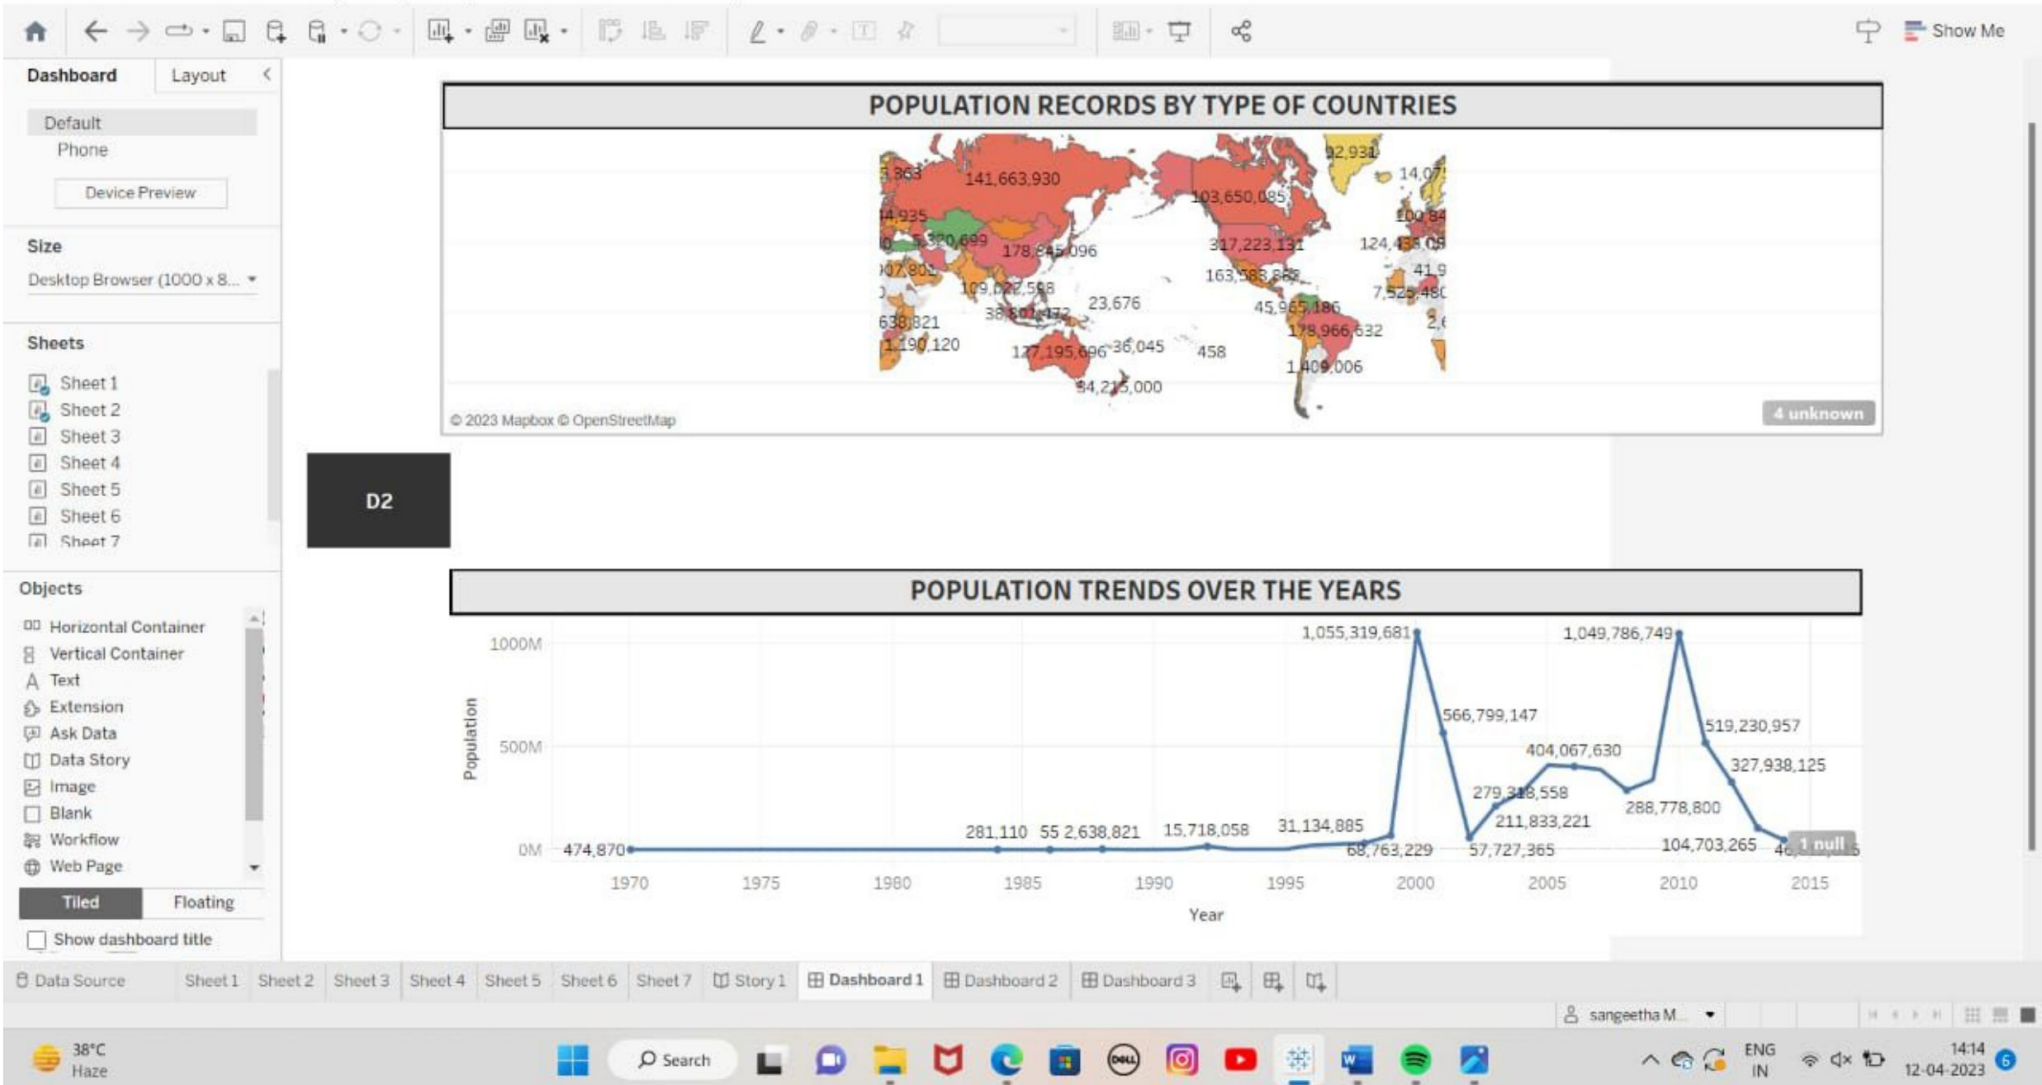 Show Me
Dashboard
Layout
Default
Phone
Device Preview
Size
Desktop Browser (1000 x 8...
Sheets
Sheet 1
Sheet 2
Sheet 3
Sheet 4
Sheet 5
Sheet 6
Sheet 7
Objects
Horizontal Container
Vertical Container
Text
Extension
Ask Data
Data Story
Image
Blank
Workflow
Web Page
Tiled
Floating
Show dashboard title
POPULATION RECORDS BY TYPE OF COUNTRIES
141,663,930
103,650,085
178,845,096
317,223,131
23,676
45,965,186
178,966,632
1,190,120
127,195,696
36,045
458
1,409,006
34,215,000
© 2023 Mapbox © OpenStreetMap
4 unknown
D2
POPULATION TRENDS OVER THE YEARS
1000M
500M
0M
Population
1,055,319,681
1,049,786,749
566,799,147
519,230,957
404,067,630
327,938,125
279,318,558
288,778,800
211,833,221
474,870
281,110
55
2,638,821
15,718,058
31,134,885
68,763,229
57,727,365
104,703,265
1 null
1970 1975 1980 1985 1990 1995 2000 2005 2010 2015
Year
Data Source Sheet 1 Sheet 2 Sheet 3 Sheet 4 Sheet 5 Sheet 6 Sheet 7 Story 1 Dashboard 1 Dashboard 2 Dashboard 3
sangeetha M...
38°C
Haze
Search
DELL
W
ENG
IN
14:14
12-04-2023
6